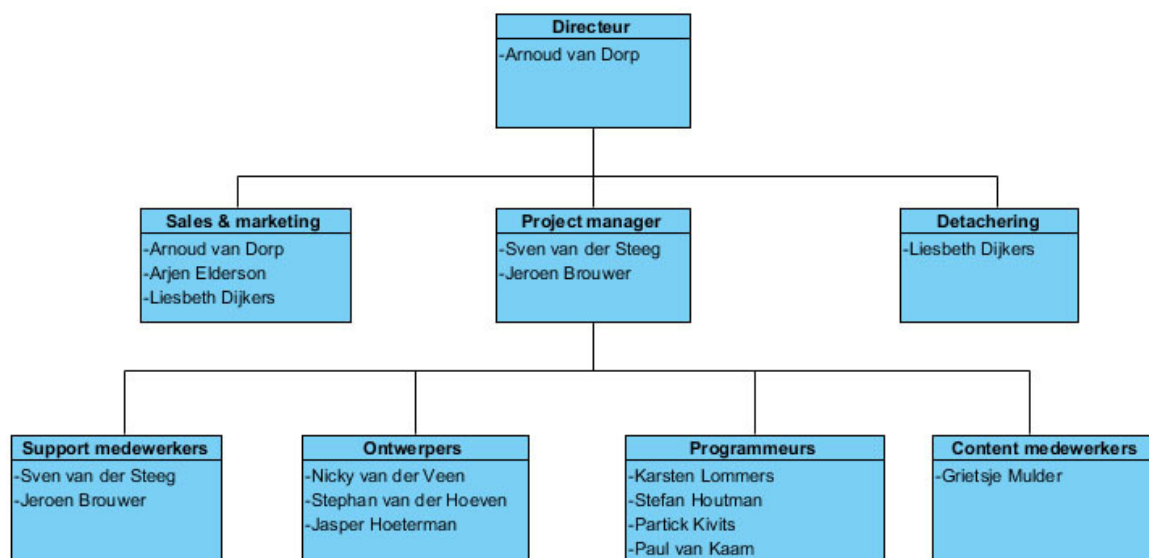 Directeur
-Arnoud van Dorp
Sales & marketing
-Arnoud van Dorp
-Arjen Elderson
-Liesbeth Dijkers
Project manager
-Sven van der Steeg
-Jeroen Brouwer
Detachering
-Liesbeth Dijkers
Support medewerkers
-Sven van der Steeg
-Jeroen Brouwer
Ontwerpers
-Nicky van der Veen
-Stephan van der Hoeven
-Jasper Hoeterman
Programmeurs
-Karsten Lommers
-Stefan Houtman
-Partick Kivits
-Paul van Kaam
Content medewerkers
-Grietsje Mulder